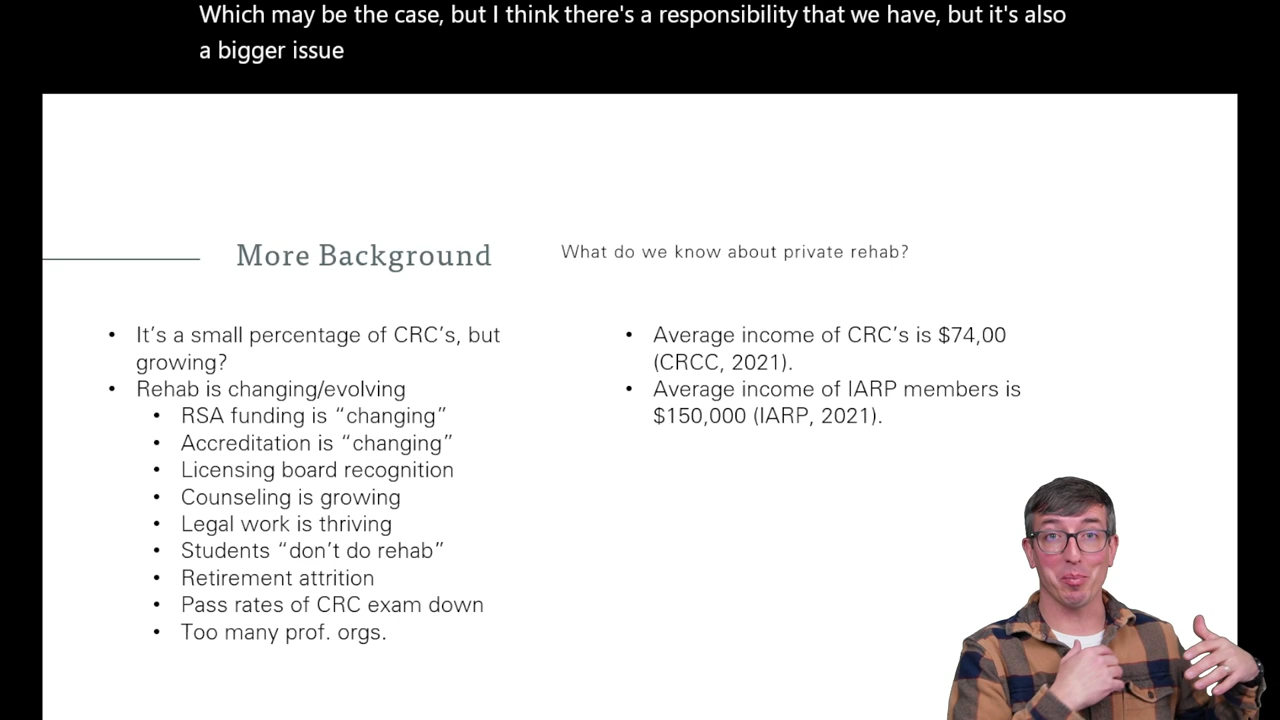 Which may be the case, but I think there's a responsibility that we have, but it's also
a bigger issue
More Background
What do we know about private rehab?
• It’s a small percentage of CRC’s, but
growing?
• Rehab is changing/evolving
• RSA funding is “changing”
• Accreditation is “changing”
• Licensing board recognition
• Counseling is growing
• Legal work is thriving
• Students “don’t do rehab”
• Retirement attrition
• Pass rates of CRC exam down
• Too many prof. orgs.
• Average income of CRC’s is $74,00
(CRCC, 2021).
• Average income of IARP members is
$150,000 (IARP, 2021).